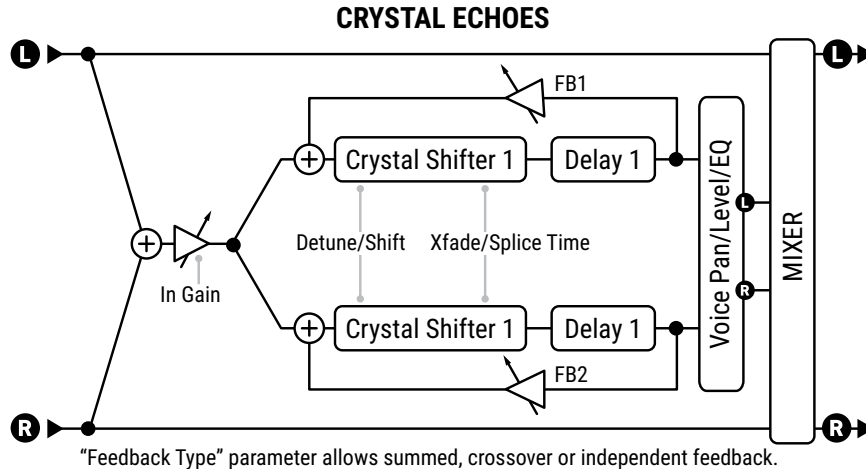 CRYSTAL ECHOES
L
L
FB1
Crystal Shifter 1
Delay 1
Voice Pan/Level/EQ
MIXER
L
Detune/Shift
Xfade/Splice Time
In Gain
R
Crystal Shifter 1
Delay 1
FB2
R
R
“Feedback Type” parameter allows summed, crossover or independent feedback.